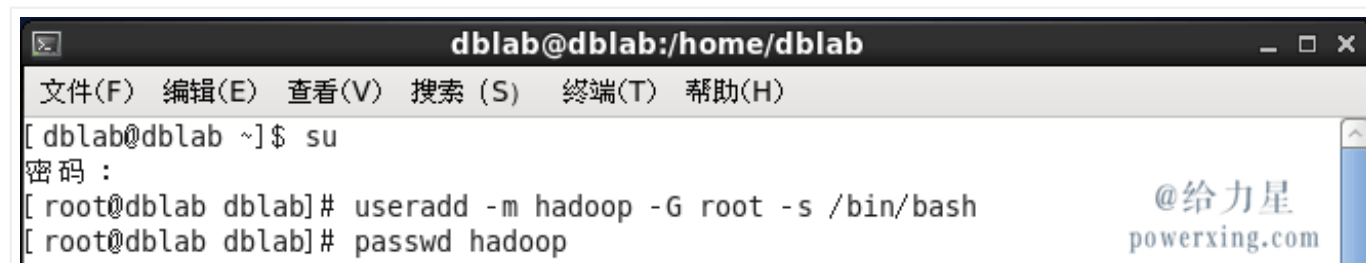 dblab@dblab:/home/dblab
文件(F) 编辑(E) 查看(V) 搜索 (S) 终端(T) 帮助(H)
[dblab@dblab ~]$ su
密码：
[root@dblab dblab]# useradd -m hadoop -G root -s /bin/bash
[root@dblab dblab]# passwd hadoop
@给力星
powerxing.com